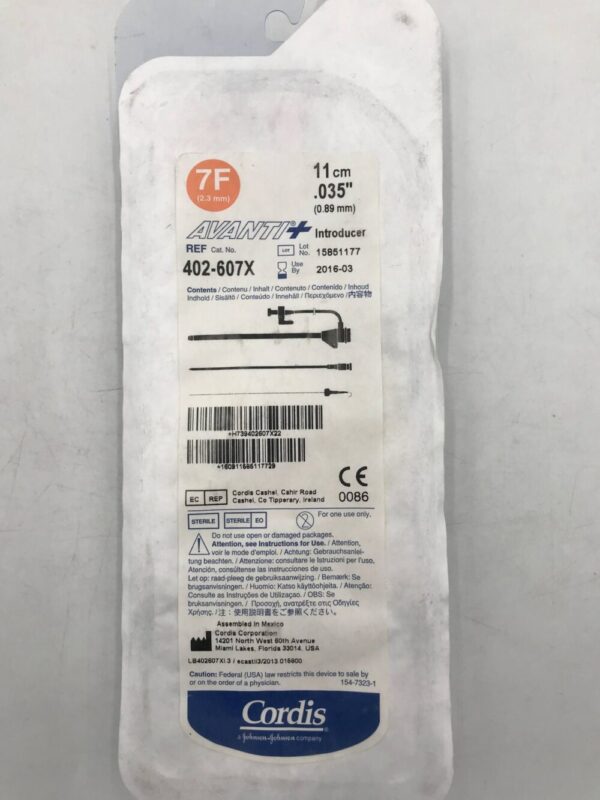 7F
(2.3 mm)
11 cm
.035"
(0.89 mm)
AVANTI®+ Introducer
REF Cat. No.
402-607X
LOT Lot No. 15851177
Use By 2016-03
Contents / Contenu / Inhalt / Contenuto / Contenido / Inhoud
Indhold / Sisältö / Conteúdo / Innehåll / Περιεχόμενο /内容物
+H739402607X22
EC REP
Cordis Cashel, Cahir Road
Cashel, Co Tipperary, Ireland
CE
0086
STERILE STERILE EO
2
For one use only.
Do not use open or damaged packages.
Attention, see Instructions for Use. / Attention,
voir le mode d'emploi. / Achtung: Gebrauchsanlei-
tung beachten. / Attenzione: consultare le Istruzioni per l'uso.
Atención, consúltense las instrucciones de uso.
Let op: raad-pleeg de gebruiksaanwijzing. / Bemærk: Se
brugsanvisningen. / Huomio: Katso käyttöohjeita. / Atenção:
Consulte as Instruções de Utilizaçao. / OBS: Se
bruksanvisningen. / Προσοχή, ανατρέξτε στις Οδηγίες
Χρήσης. /注：使用説明書をご参照ください。
Assembled in Mexico
Cordis Corporation
14201 North West 60th Avenue
Miami Lakes, Florida 33014, USA
Caution: Federal (USA) law restricts this device to sale by
or on the order of a physician.
154-7323-1
Cordis®
a Johnson & Johnson company